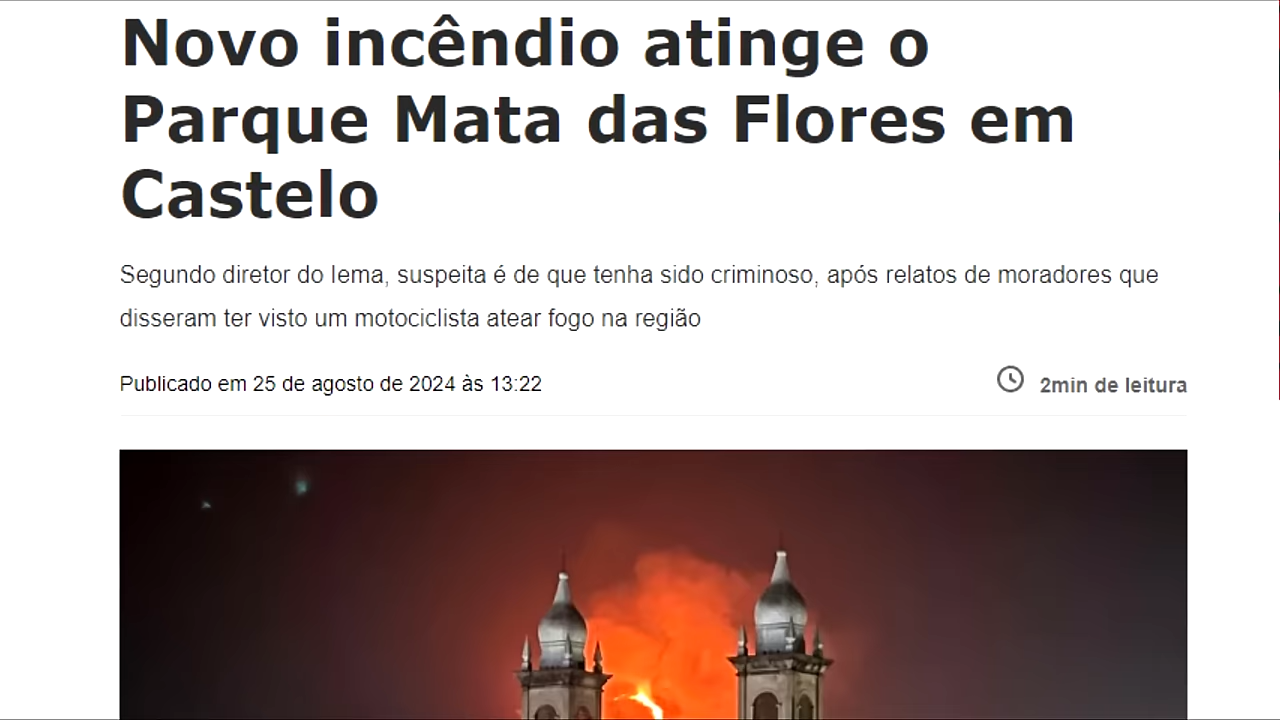 Novo incêndio atinge o
Parque Mata das Flores em
Castelo
Segundo diretor do Iema, suspeita é de que tenha sido criminoso, após relatos de moradores que
disseram ter visto um motociclista atear fogo na região
Publicado em 25 de agosto de 2024 às 13:22
2min de leitura